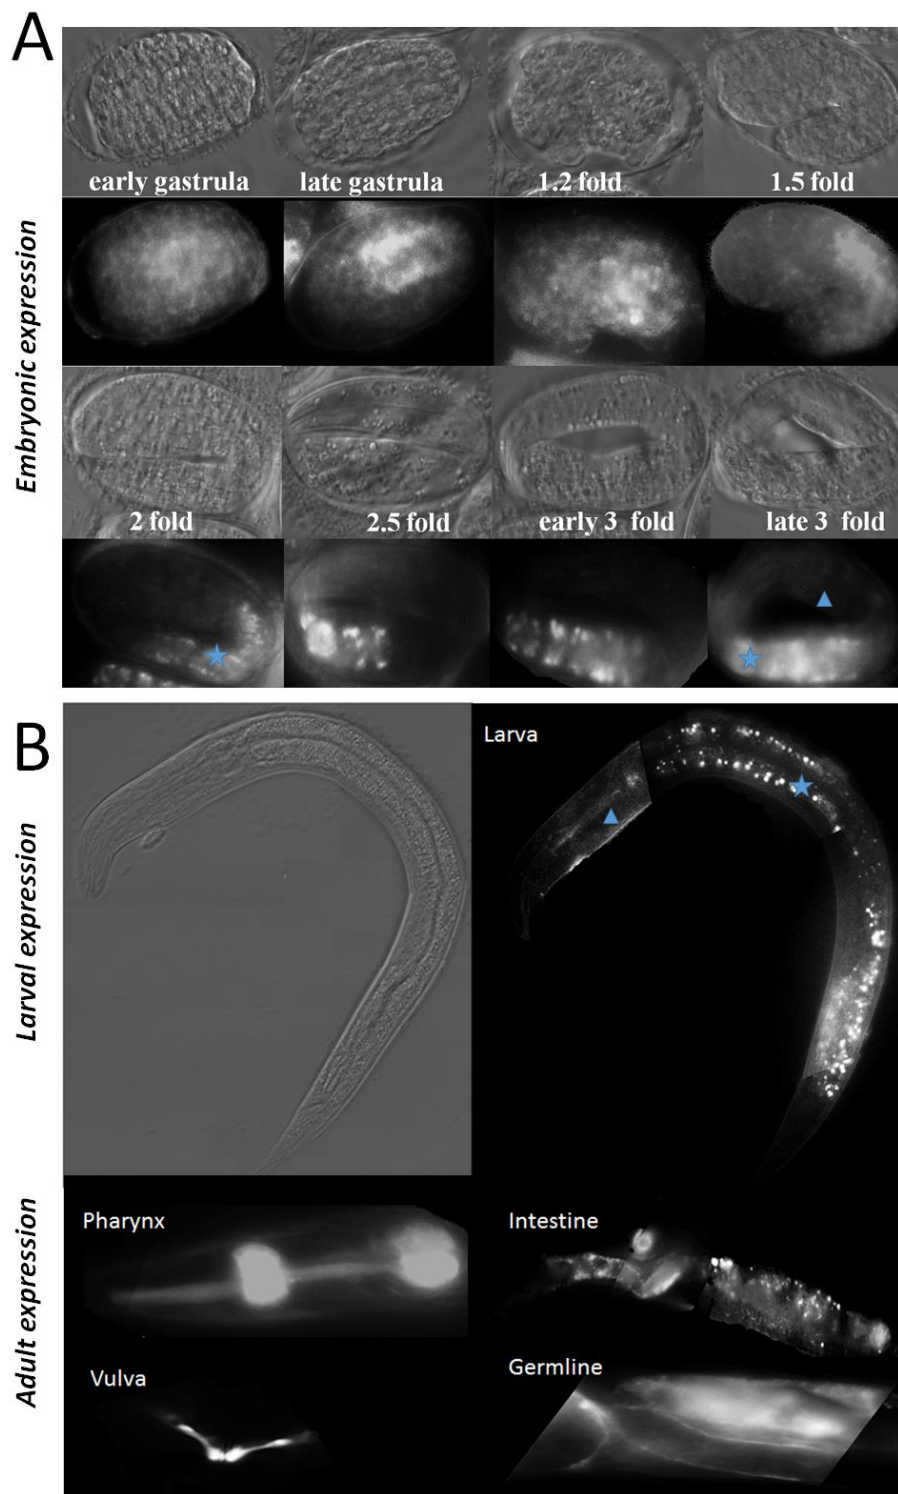 A
Embryonic expression
early gastrula
late gastrula
1.2 fold
1.5 fold
2 fold
2.5 fold
early 3 fold
late 3 fold
B
Larval expression
Larva
Adult expression
Pharynx
Intestine
Vulva
Germline